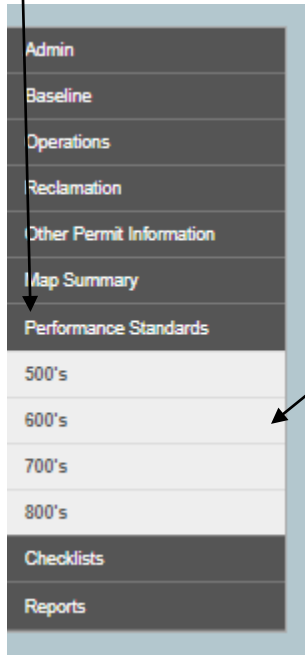 Admin
Baseline
Operations
Reclamation
Other Permit Information
Map Summary
Performance Standards
500's
600's
700's
800's
Checklists
Reports